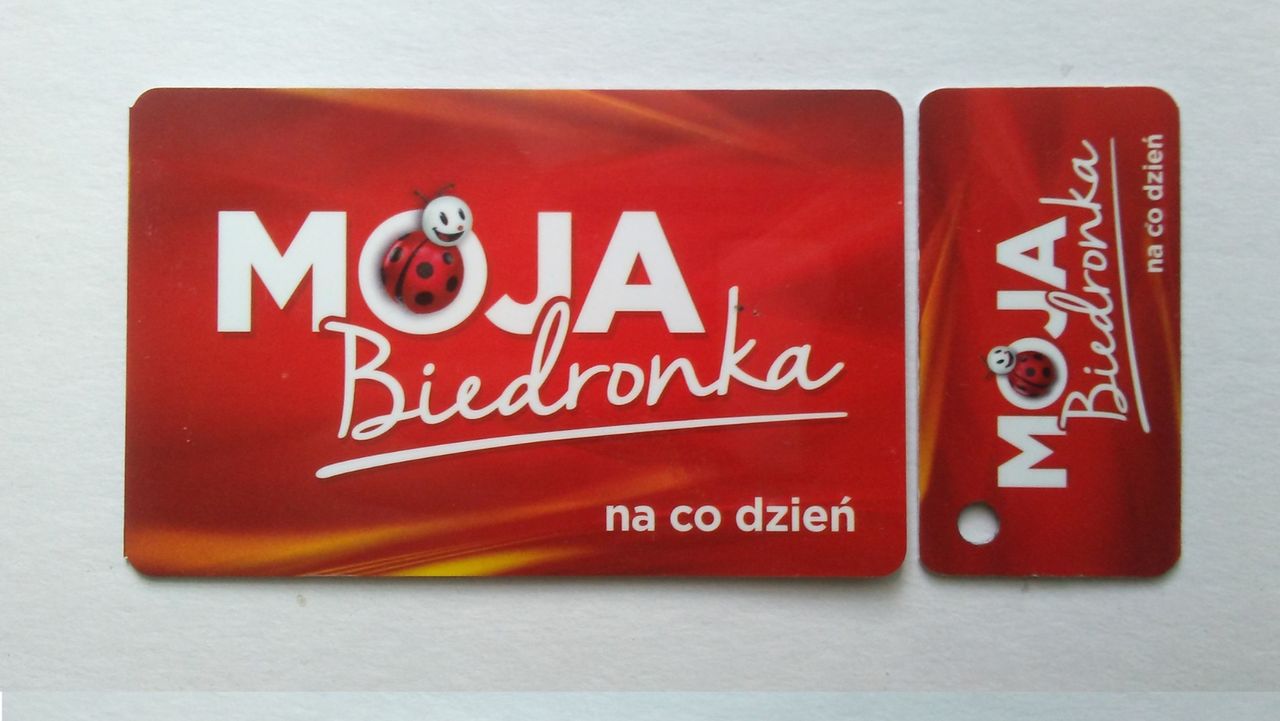 MOJA
Biedronka
na co dzień
MOJA
Biedronka
na co dzień